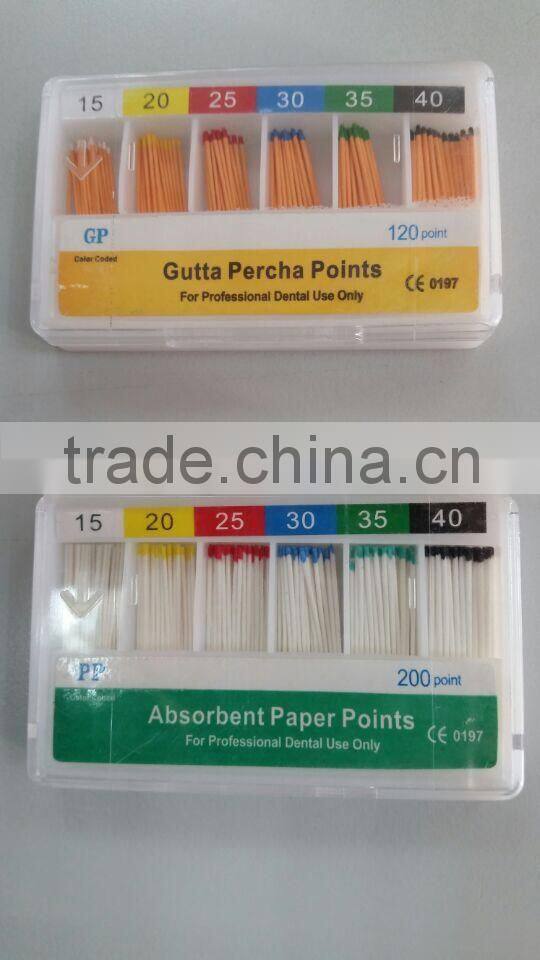 15 20 25 30 35 40
GP
Color Coded
120 point
Gutta Percha Points
For Professional Dental Use Only
CE 0197
trade.china.cn
15 20 25 30 35 40
PP
Color Coded
200 point
Absorbent Paper Points
For Professional Dental Use Only
CE 0197